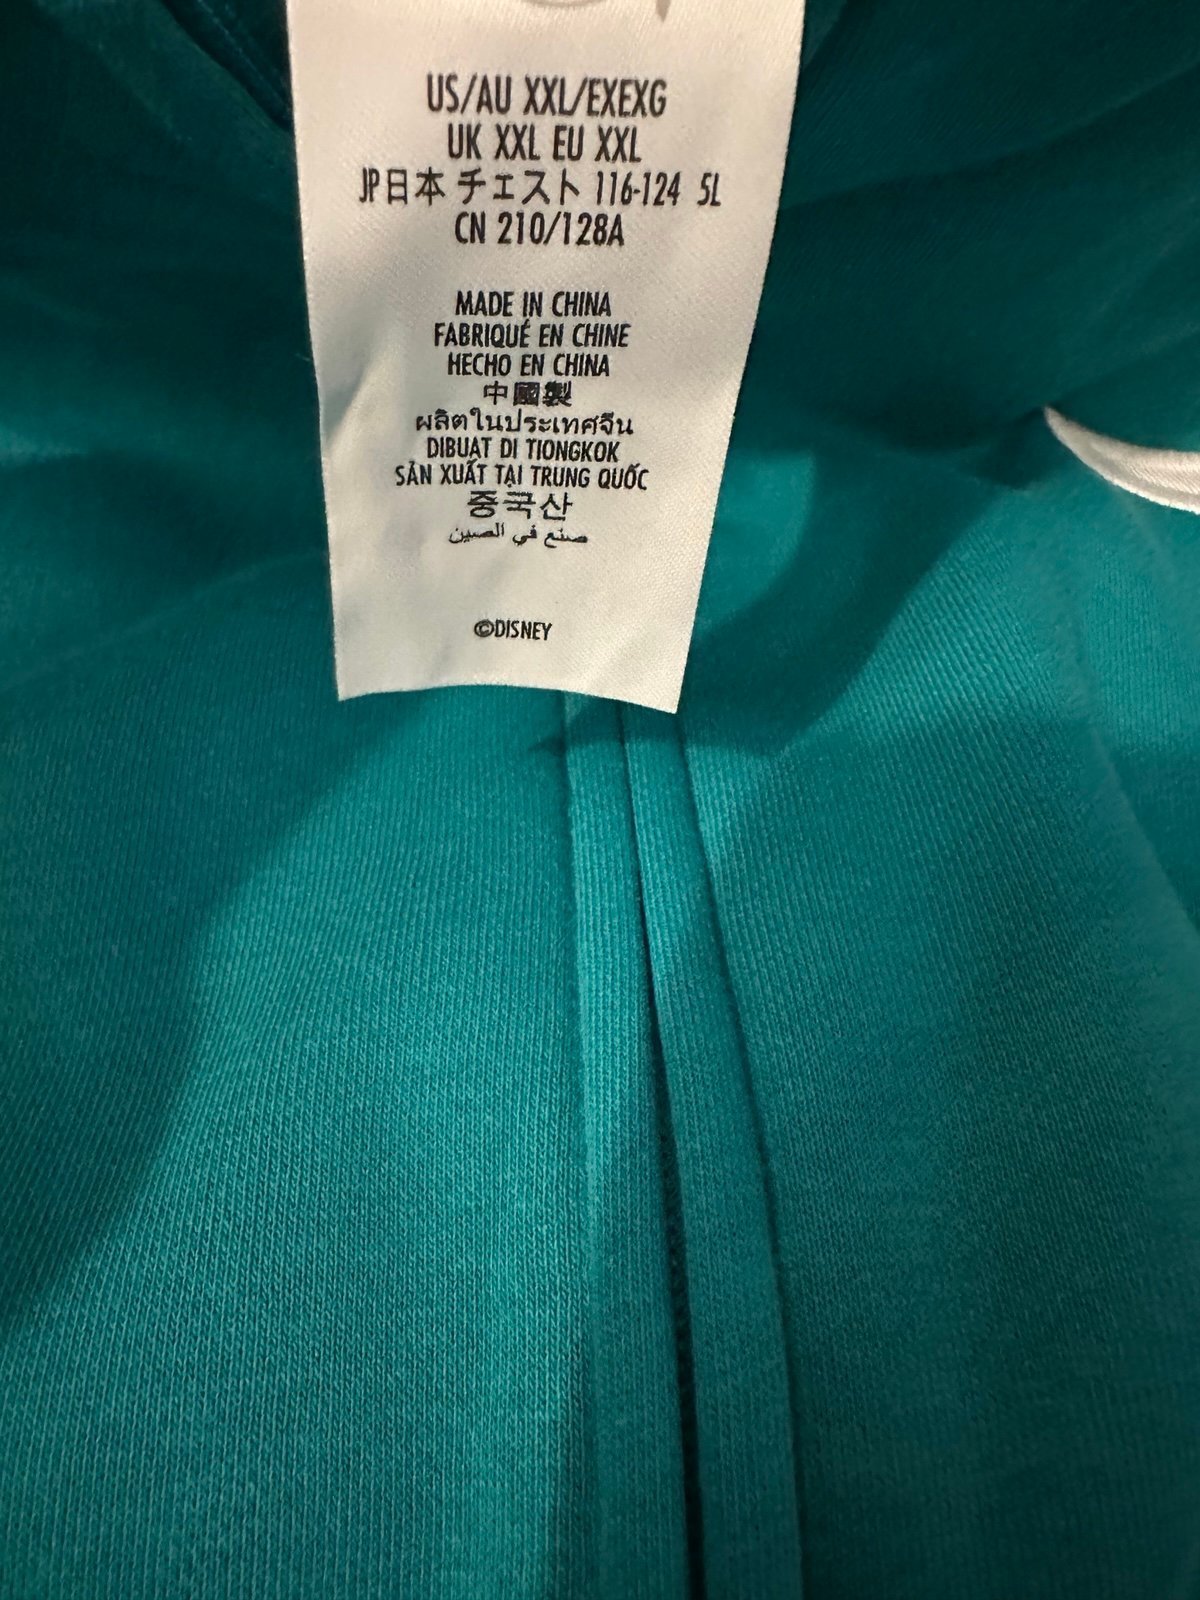 US/AU XXL/EXEXG
UK XXL EU XXL
JP日本 チェスト 116-124 5L
CN 210/128A
MADE IN CHINA
FABRIQUÉ EN CHINE
HECHO EN CHINA
中國製
ผลิตในประเทศจีน
DIBUAT DI TIONGKOK
SẢN XUẤT TẠI TRUNG QUỐC
중국산
صنع في الصين
©DISNEY